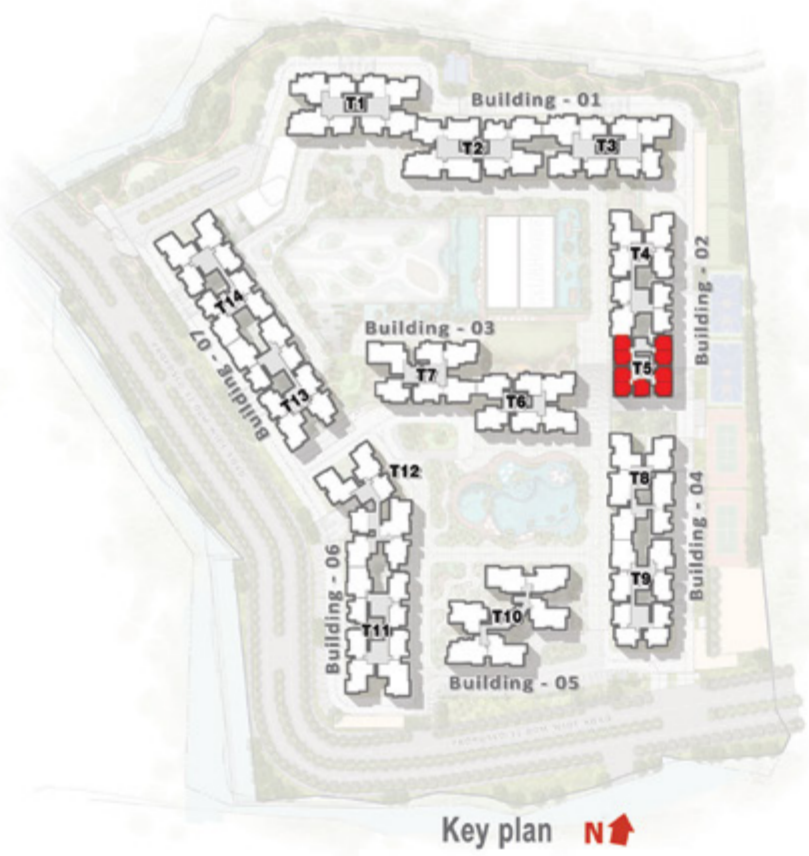 T1
Building - 01
T2
T3
T4
Building - 02
T14
Building - 07
T13
Building - 03
T7
T6
T5
T12
T8
Building - 04
T9
Building - 06
T11
T10
Building - 05
Key plan N